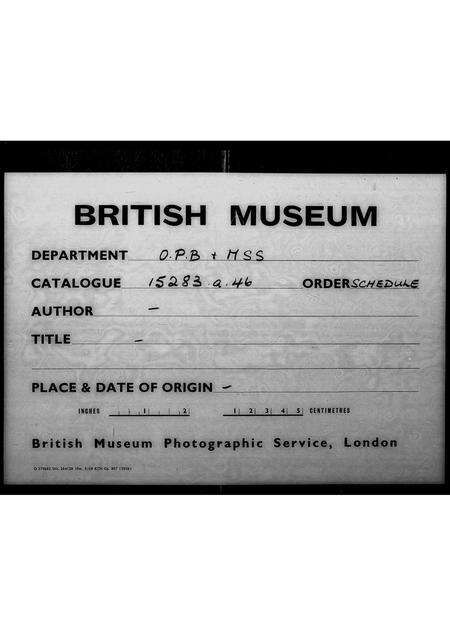 BRITISH MUSEUM
DEPARTMENT O.P.B + MSS
CATALOGUE 15283.a.46 ORDER SCHEDULE
AUTHOR –
TITLE –
PLACE & DATE OF ORIGIN –
INCHES 1 2 1 2 3 4 5 CENTIMETRES
British Museum Photographic Service, London